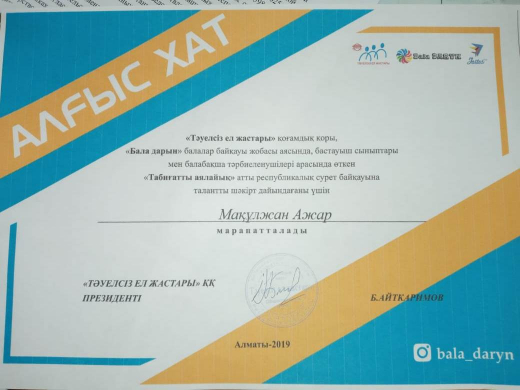 АЛҒЫС ХАТ
Bala DARYN
«Тәуелсіз ел жастары» қоғамдық қоры,
«Бала дарын» балалар байқауы жобасы аясында, бастауыш сыныптары
мен балабақша тәрбиеленушілері арасында өткен
«Табиғатты аялайық» атты республикалық сурет байқауына
талантты шәкірт дайындағаны үшін
Мақұлжан Ажар
марапатталады
«ТӘУЕЛСІЗ ЕЛ ЖАСТАРЫ» ҚҚ
ПРЕЗИДЕНТІ
Б.АЙТКАРИМОВ
Алматы-2019
bala_daryn